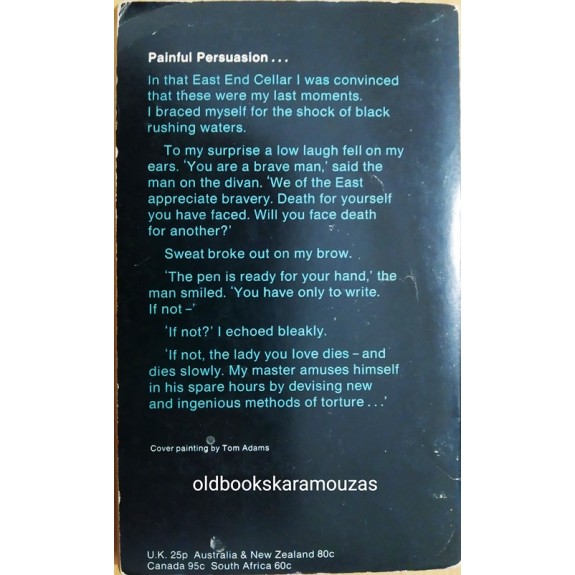 Painful Persuasion ...
In that East End Cellar I was convinced
that these were my last moments.
I braced myself for the shock of black
rushing waters.
To my surprise a low laugh fell on my
ears. ‘You are a brave man,’ said the
man on the divan. ‘We of the East
appreciate bravery. Death for yourself
you have faced. Will you face death
for another?’
Sweat broke out on my brow.
‘The pen is ready for your hand,’ the
man smiled. ‘You have only to write.
If not –’
‘If not?’ I echoed bleakly.
‘If not, the lady you love dies – and
dies slowly. My master amuses himself
in his spare hours by devising new
and ingenious methods of torture ...’
Cover painting by Tom Adams
oldbookskaramouzas
U.K. 25p Australia & New Zealand 80c
Canada 95c South Africa 60c